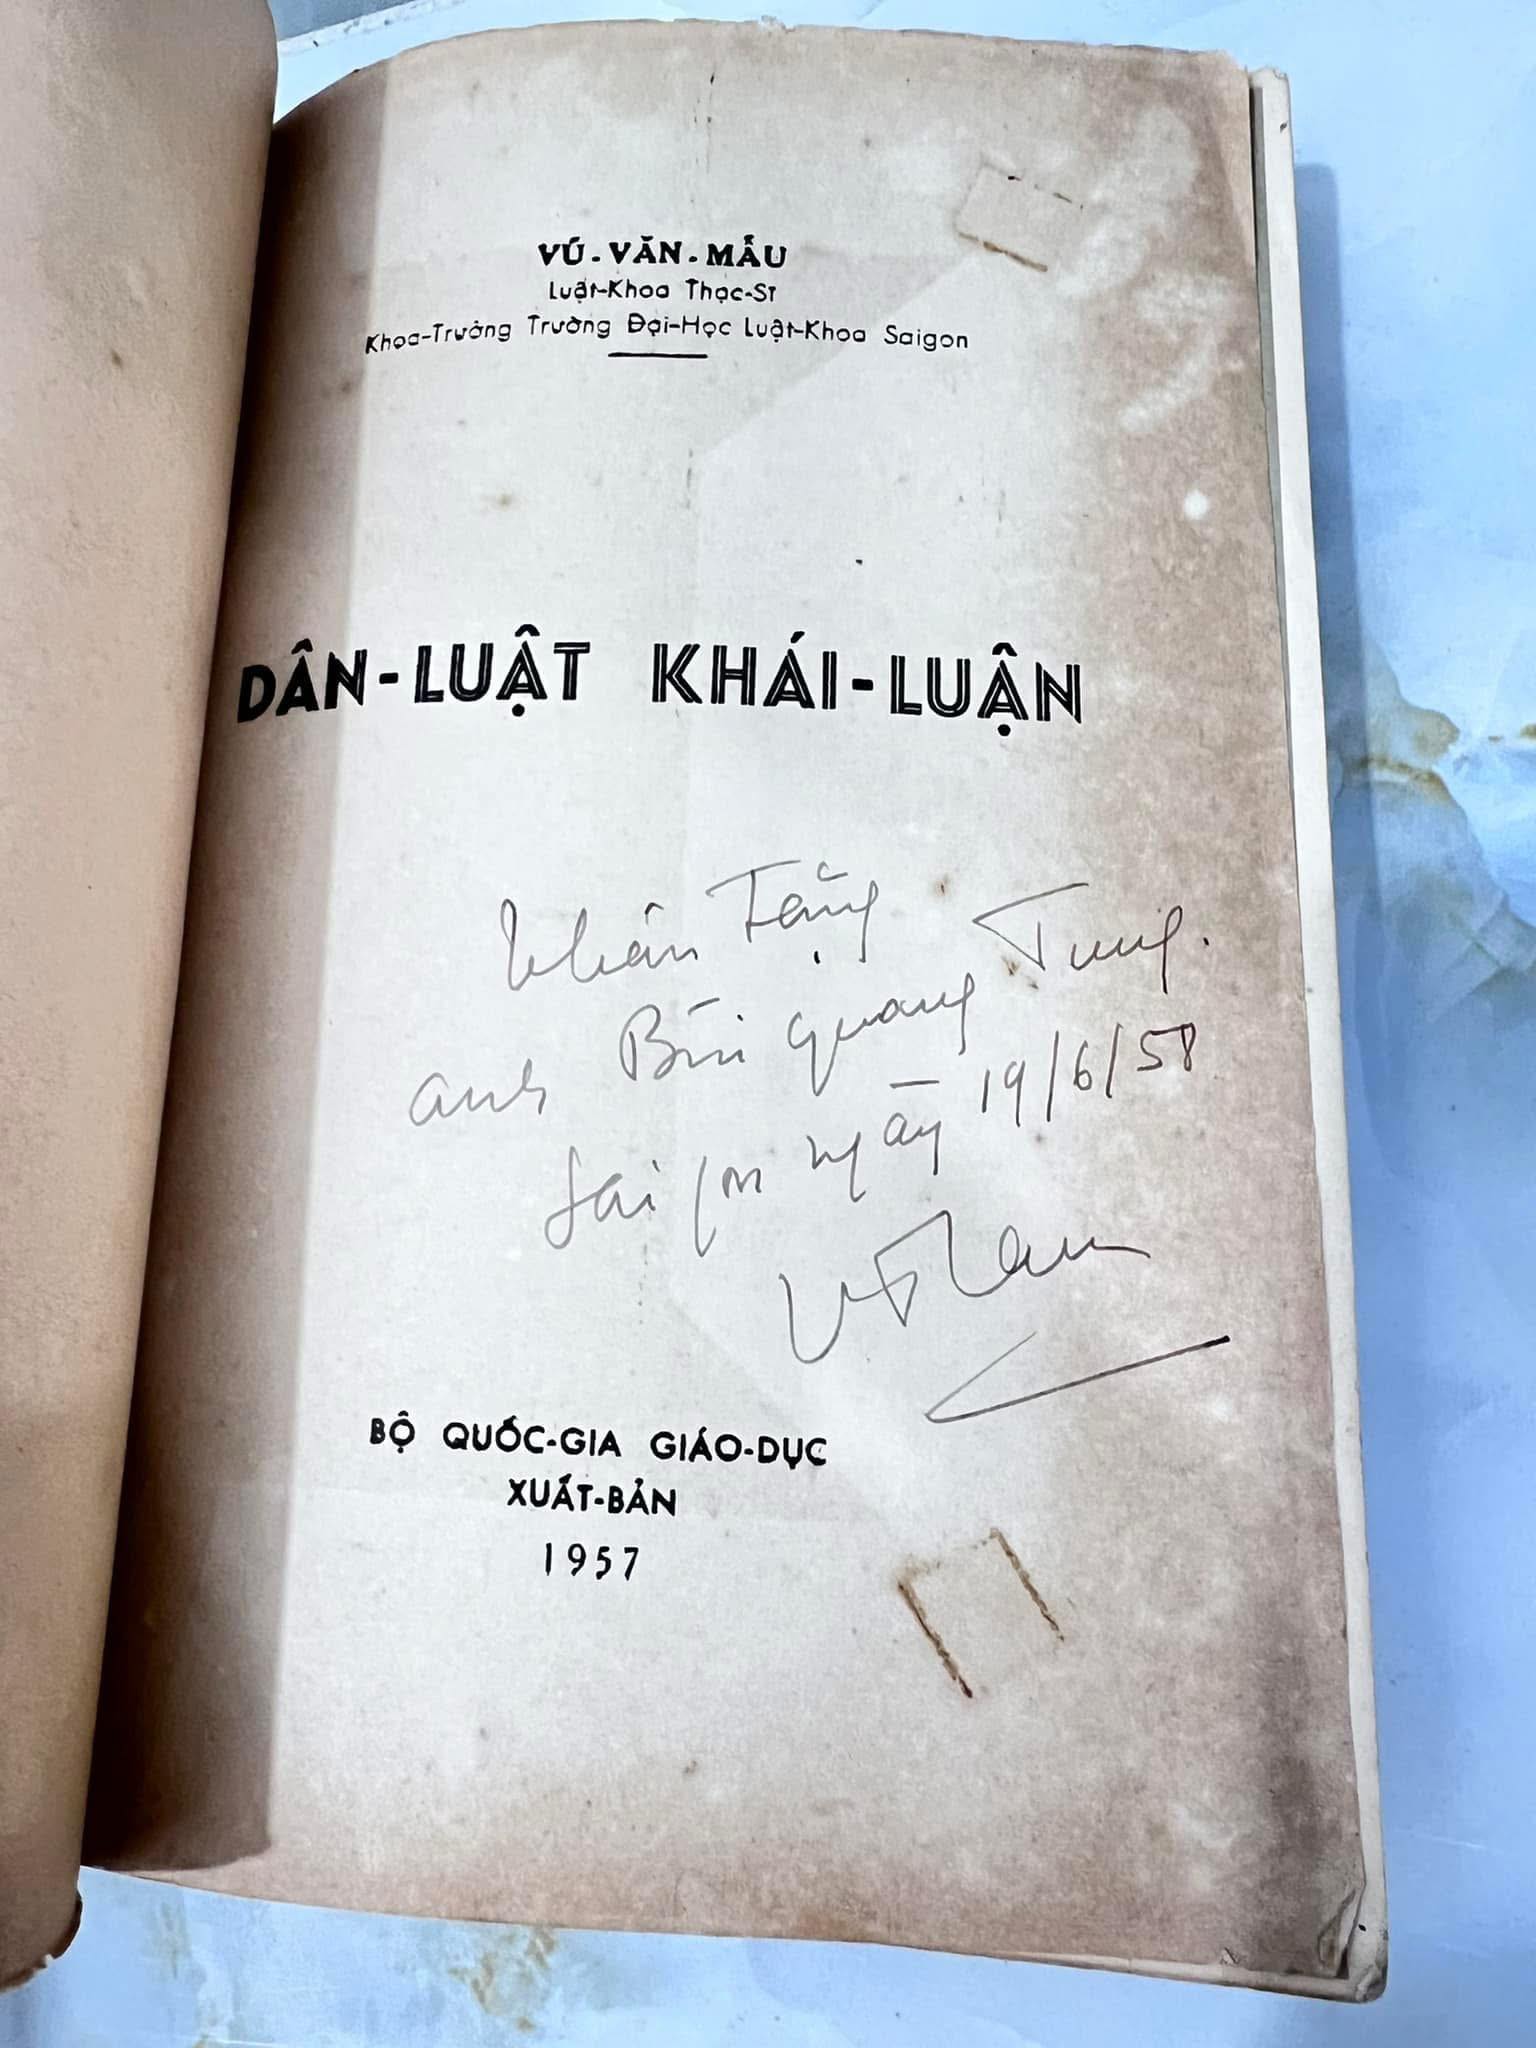 VŨ-VĂN-MẪU
Luật-Khoa Thạc-Sĩ
Khoa-Trưởng Trường Đại-Học Luật-Khoa Saigon
DÂN-LUẬT KHÁI-LUẬN
thân Tặng
anh Bùi Quang Tung.
Saigon ngày 19/6/58
BỘ QUỐC-GIA GIÁO-DỤC
XUẤT-BẢN
1957